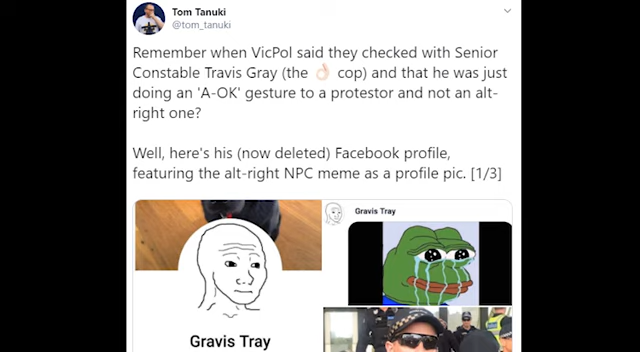 Tom Tanuki
@tom_tanuki
Remember when VicPol said they checked with Senior
Constable Travis Gray (the 👌🏻 cop) and that he was just
doing an 'A-OK' gesture to a protestor and not an alt-
right one?
Well, here's his (now deleted) Facebook profile,
featuring the alt-right NPC meme as a profile pic. [1/3]
Gravis Tray
Gravis Tray